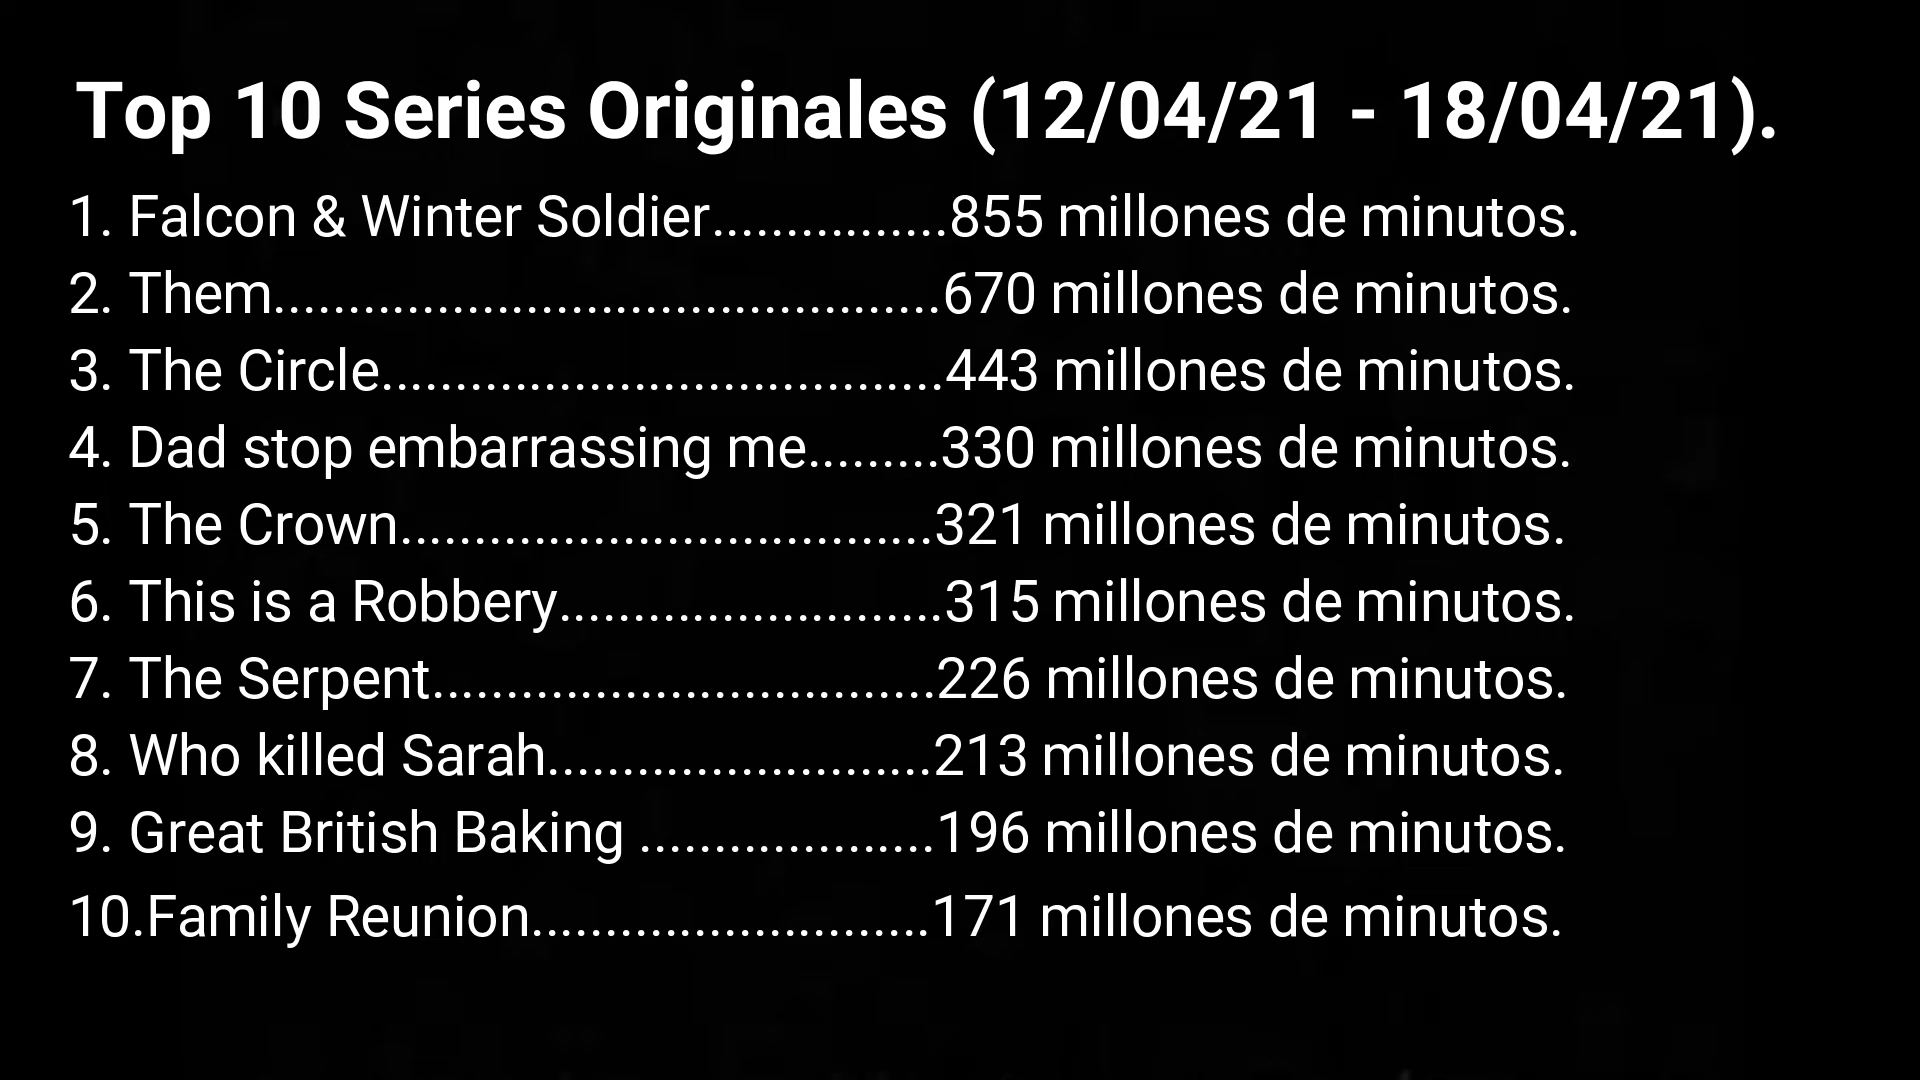 Top 10 Series Originales (12/04/21 - 18/04/21).
1. Falcon & Winter Soldier................855 millones de minutos.
2. Them.............................................670 millones de minutos.
3. The Circle......................................443 millones de minutos.
4. Dad stop embarrassing me.........330 millones de minutos.
5. The Crown....................................321 millones de minutos.
6. This is a Robbery..........................315 millones de minutos.
7. The Serpent..................................226 millones de minutos.
8. Who killed Sarah..........................213 millones de minutos.
9. Great British Baking ....................196 millones de minutos.
10.Family Reunion...........................171 millones de minutos.